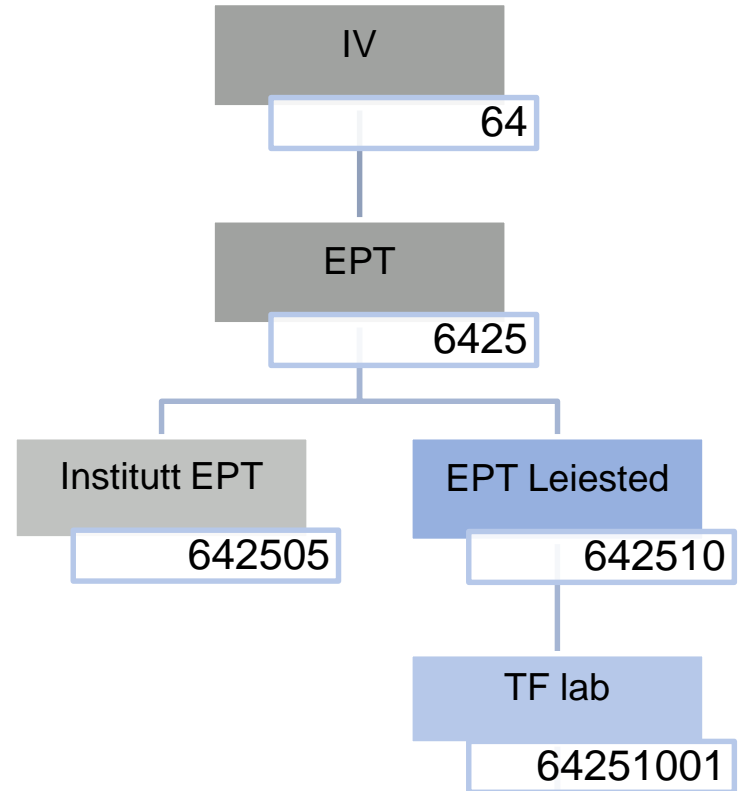 IV
64
EPT
6425
Institutt EPT
642505
EPT Leiested
642510
TF lab
64251001